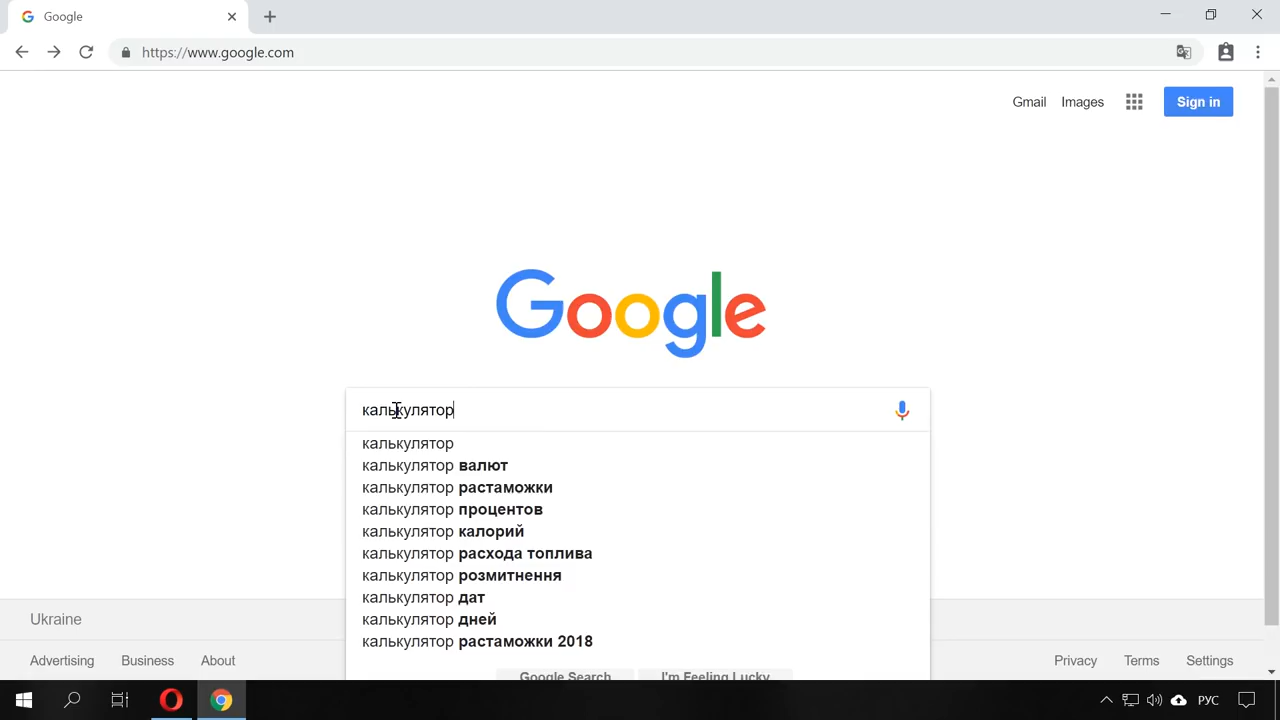 Google
https://www.google.com
Gmail Images Sign in
Google
калькулятор
калькулятор
калькулятор валют
калькулятор растаможки
калькулятор процентов
калькулятор калорий
калькулятор расхода топлива
калькулятор розмитнення
калькулятор дат
калькулятор дней
калькулятор растаможки 2018
Google Search I'm Feeling Lucky
Ukraine
Advertising Business About Privacy Terms Settings
РУС